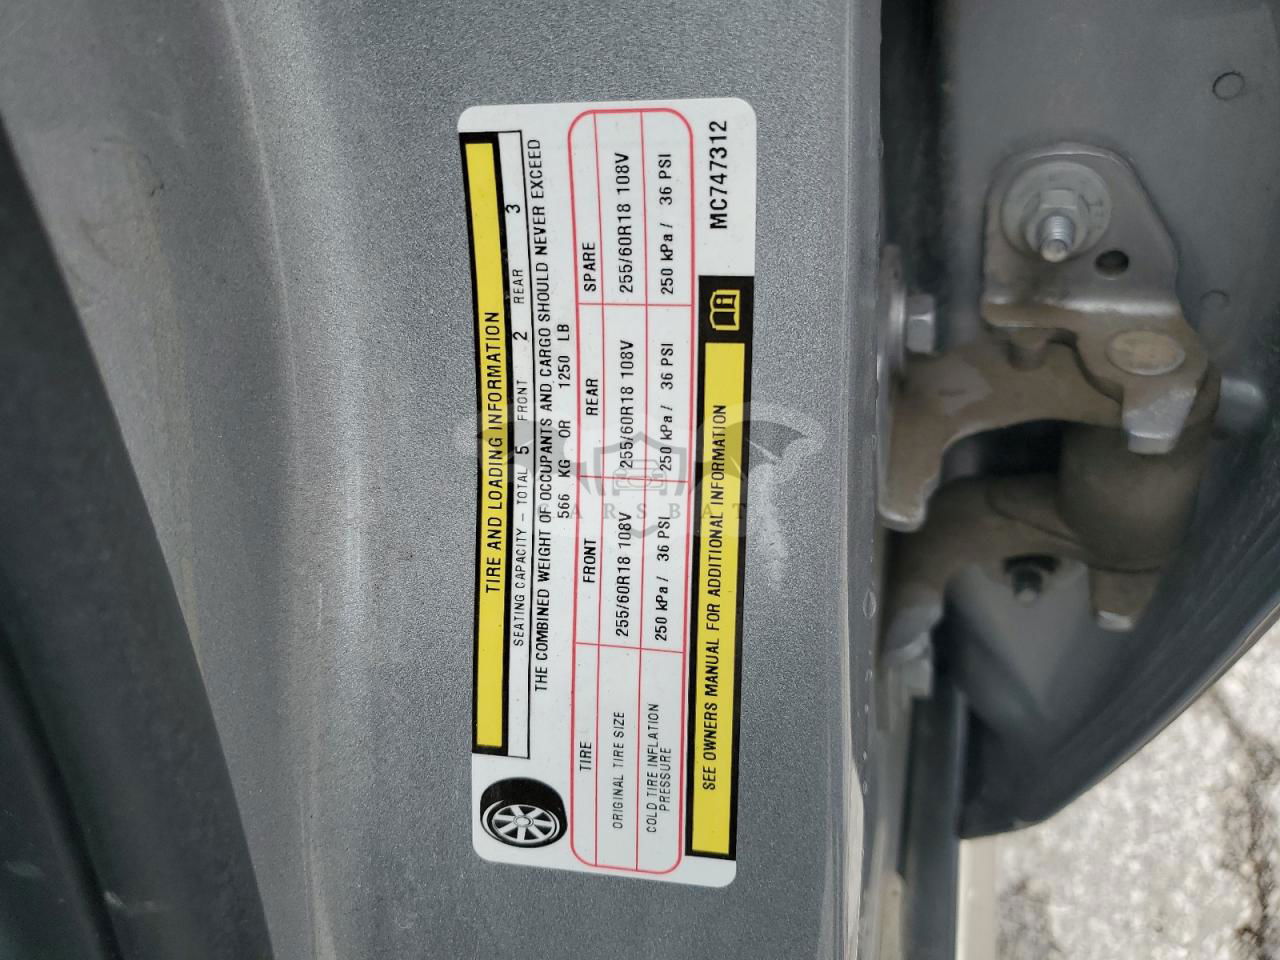 TIRE AND LOADING INFORMATION
SEATING CAPACITY – TOTAL 5 FRONT 2 REAR 3
THE COMBINED WEIGHT OF OCCUPANTS AND CARGO SHOULD NEVER EXCEED
566 KG OR 1250 LB
TIRE FRONT REAR SPARE
ORIGINAL TIRE SIZE 255/60R18 108V 255/60R18 108V 255/60R18 108V
COLD TIRE INFLATION PRESSURE 250 kPa / 36 PSI 250 kPa / 36 PSI 250 kPa / 36 PSI
SEE OWNERS MANUAL FOR ADDITIONAL INFORMATION
MC747312
CARSBAT